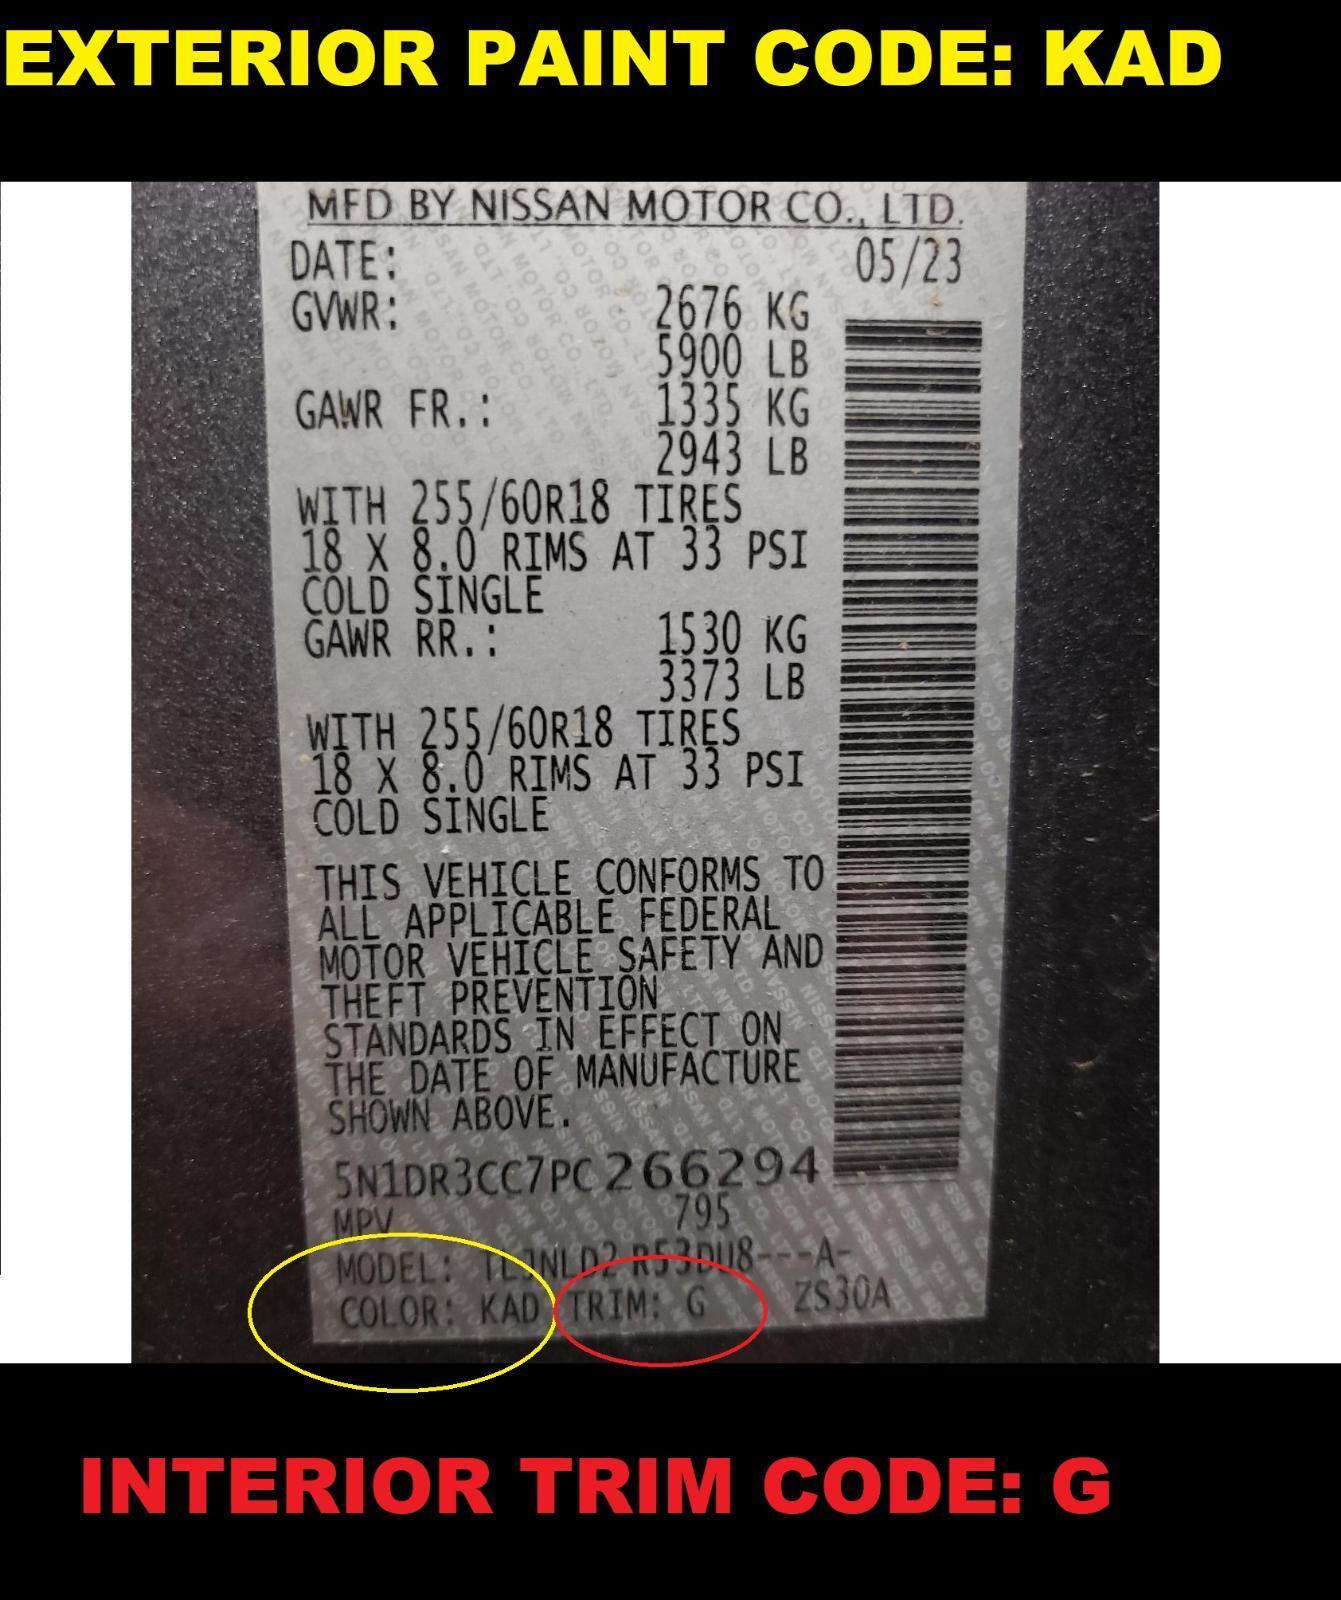 EXTERIOR PAINT CODE: KAD
MFD BY NISSAN MOTOR CO., LTD.
DATE: 05/23
GVWR: 2676 KG
5900 LB
GAWR FR.: 1335 KG
2943 LB
WITH 255/60R18 TIRES
18 X 8.0 RIMS AT 33 PSI
COLD SINGLE
GAWR RR.: 1530 KG
3373 LB
WITH 255/60R18 TIRES
18 X 8.0 RIMS AT 33 PSI
COLD SINGLE
THIS VEHICLE CONFORMS TO
ALL APPLICABLE FEDERAL
MOTOR VEHICLE SAFETY AND
THEFT PREVENTION
STANDARDS IN EFFECT ON
THE DATE OF MANUFACTURE
SHOWN ABOVE.
5N1DR3CC7PC266294
MPV 795
MODEL: TLJNLD2 R53DU8---A-
COLOR: KAD TRIM: G ZS30A
INTERIOR TRIM CODE: G